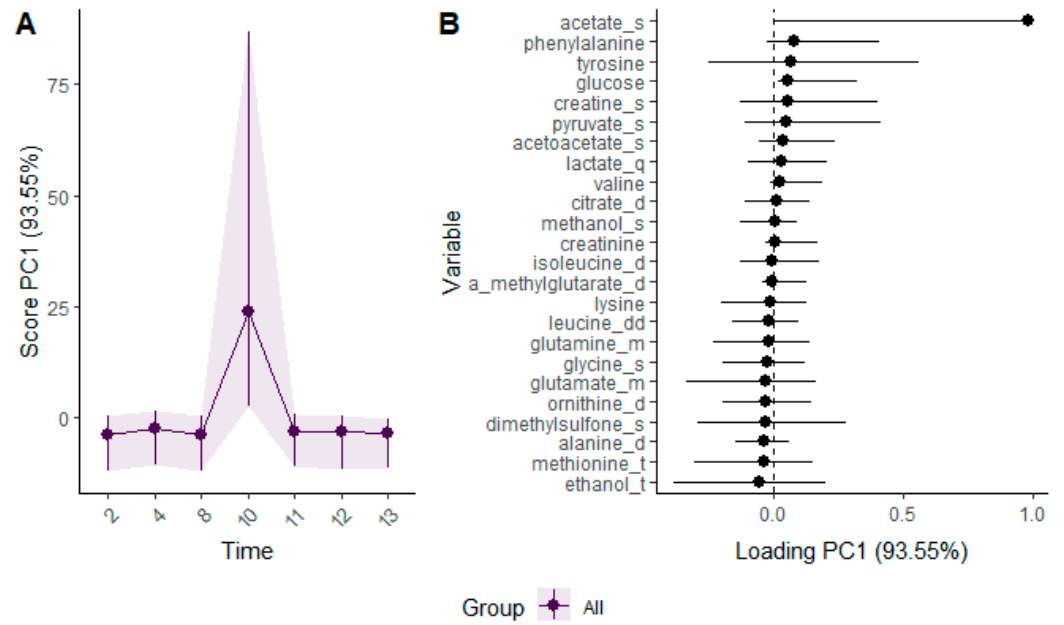 A
Score PC1 (93.55%)
75
50
25
0
2 4 8 10 11 12 13
Time
B
Variable
acetate_s
phenylalanine
tyrosine
glucose
creatine_s
pyruvate_s
acetoacetate_s
lactate_q
valine
citrate_d
methanol_s
creatinine
isoleucine_d
a_methylglutarate_d
lysine
leucine_dd
glutamine_m
glycine_s
glutamate_m
ornithine_d
dimethylsulfone_s
alanine_d
methionine_t
ethanol_t
0.0 0.5 1.0
Loading PC1 (93.55%)
Group All